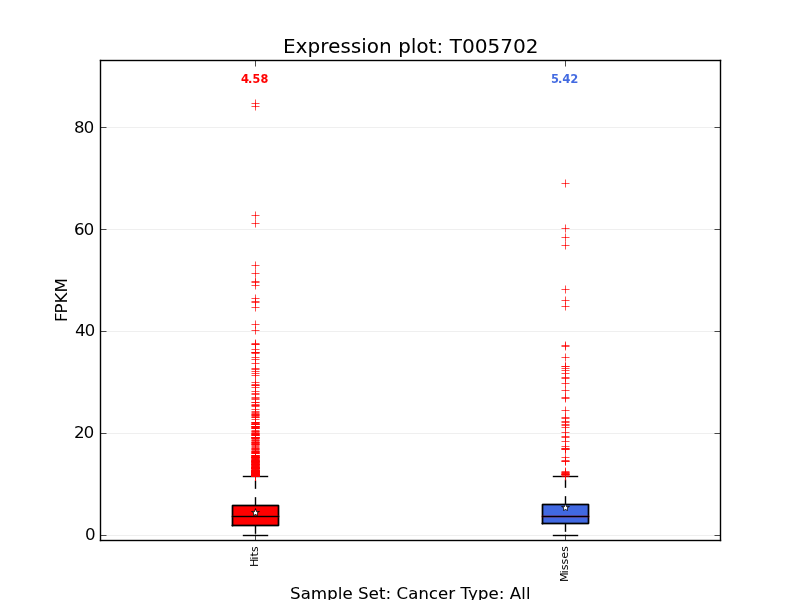 Expression plot: T005702
4.58 5.42
80
60
FPKM
40
20
0
Hits Misses
Sample Set: Cancer Type: All